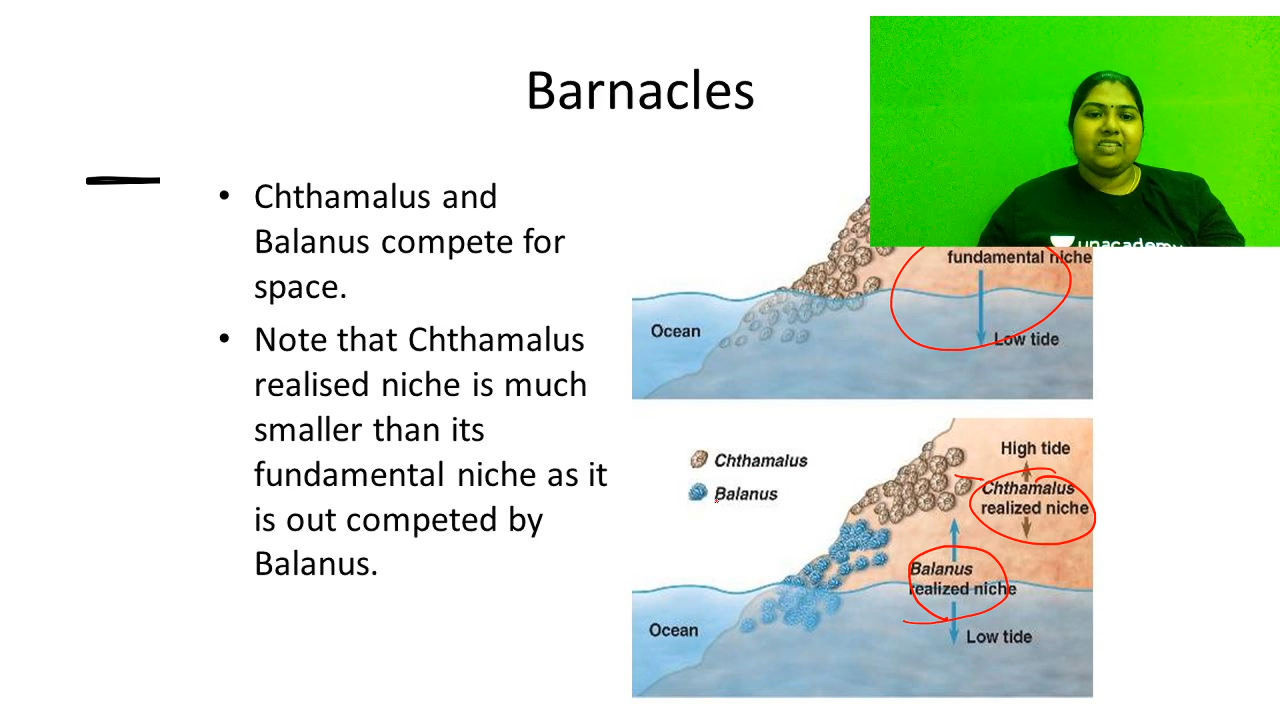 Barnacles
• Chthamalus and
Balanus compete for
space.
• Note that Chthamalus
realised niche is much
smaller than its
fundamental niche as it
is out competed by
Balanus.
unacademy
fundamental niche
Ocean
Low tide
Chthamalus
Balanus
High tide
Chthamalus
realized niche
Balanus
realized niche
Ocean
Low tide